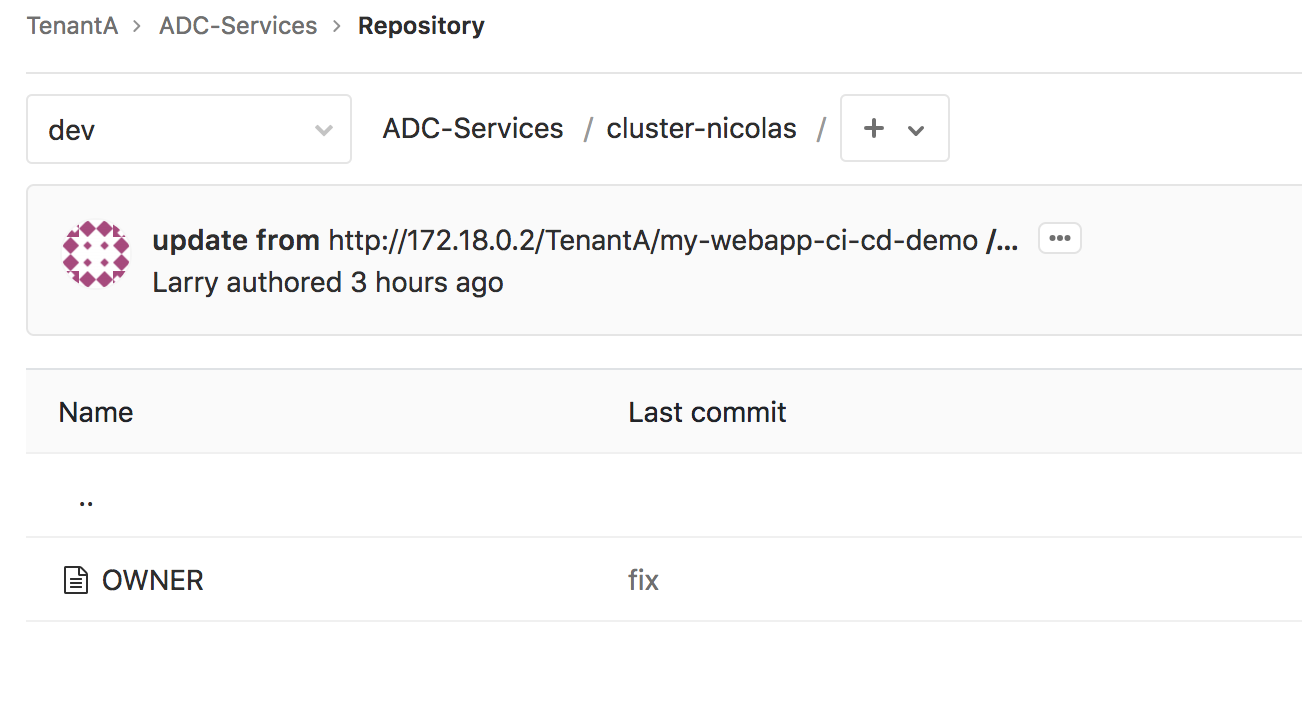 TenantA > ADC-Services > Repository
dev
ADC-Services / cluster-nicolas / +
update from http://172.18.0.2/TenantA/my-webapp-ci-cd-demo /...
Larry authored 3 hours ago
Name Last commit
..
OWNER fix